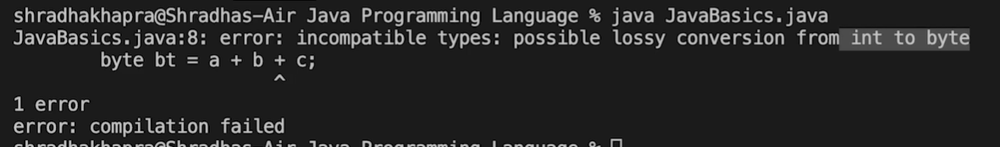 shradhakhapra@Shradhas-Air Java Programming Language % java JavaBasics.java
JavaBasics.java:8: error: incompatible types: possible lossy conversion from int to byte
byte bt = a + b + c;
^
1 error
error: compilation failed
shradhakhapra@Shradhas-Air Java Programming Language %